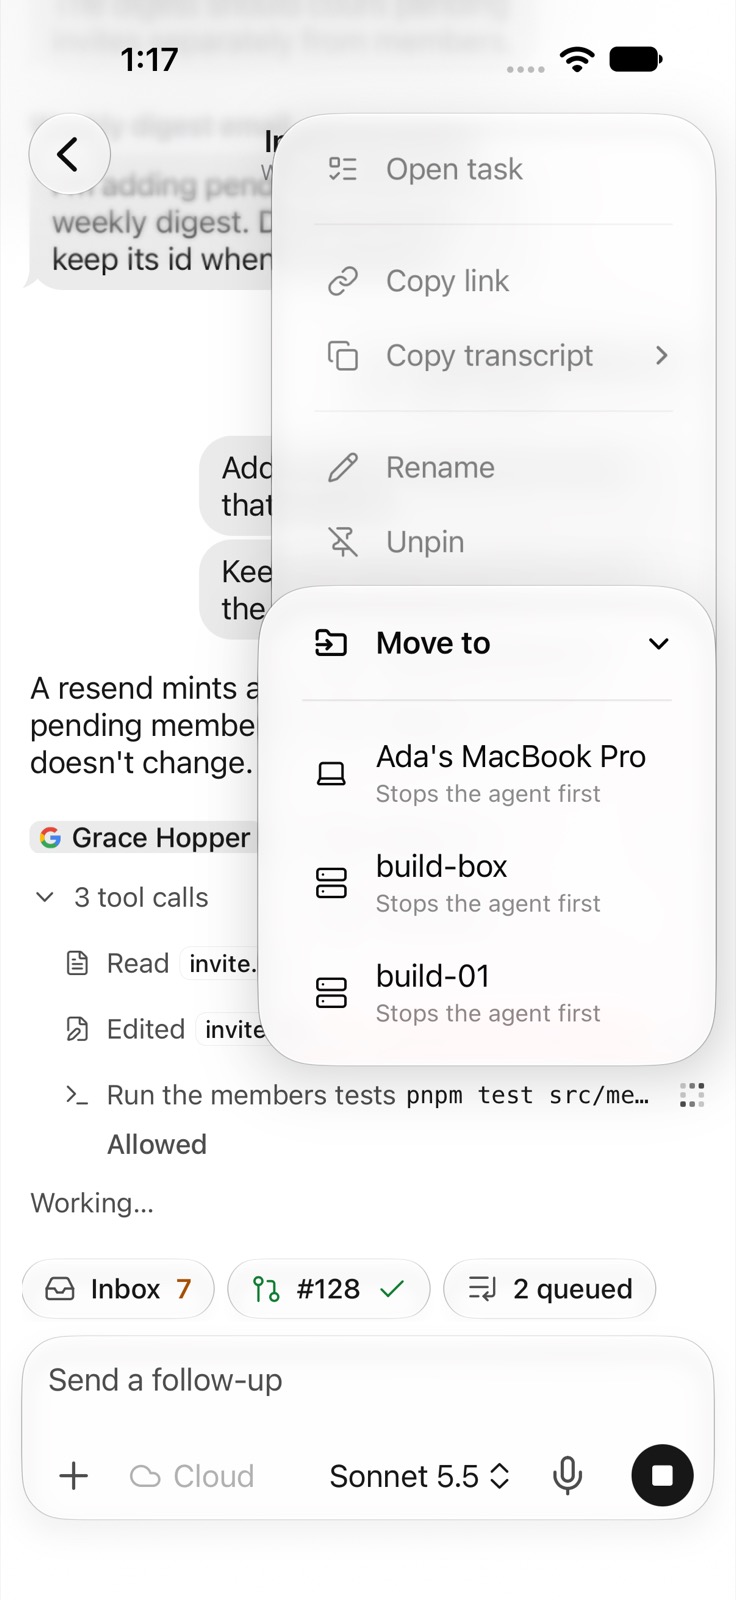 1:17
adding pend
weekly digest. D
keep its id when
Open task
Copy link
Copy transcript
Rename
Unpin
Add
that
Kee
the
Move to
Ada's MacBook Pro
Stops the agent first
build-box
Stops the agent first
build-01
Stops the agent first
A resend mints a
pending membe
doesn't change.
Grace Hopper
3 tool calls
Read invite.
Edited invite
Run the members tests pnpm test src/me…
Allowed
Working...
Inbox 7
#128
2 queued
Send a follow-up
Cloud
Sonnet 5.5